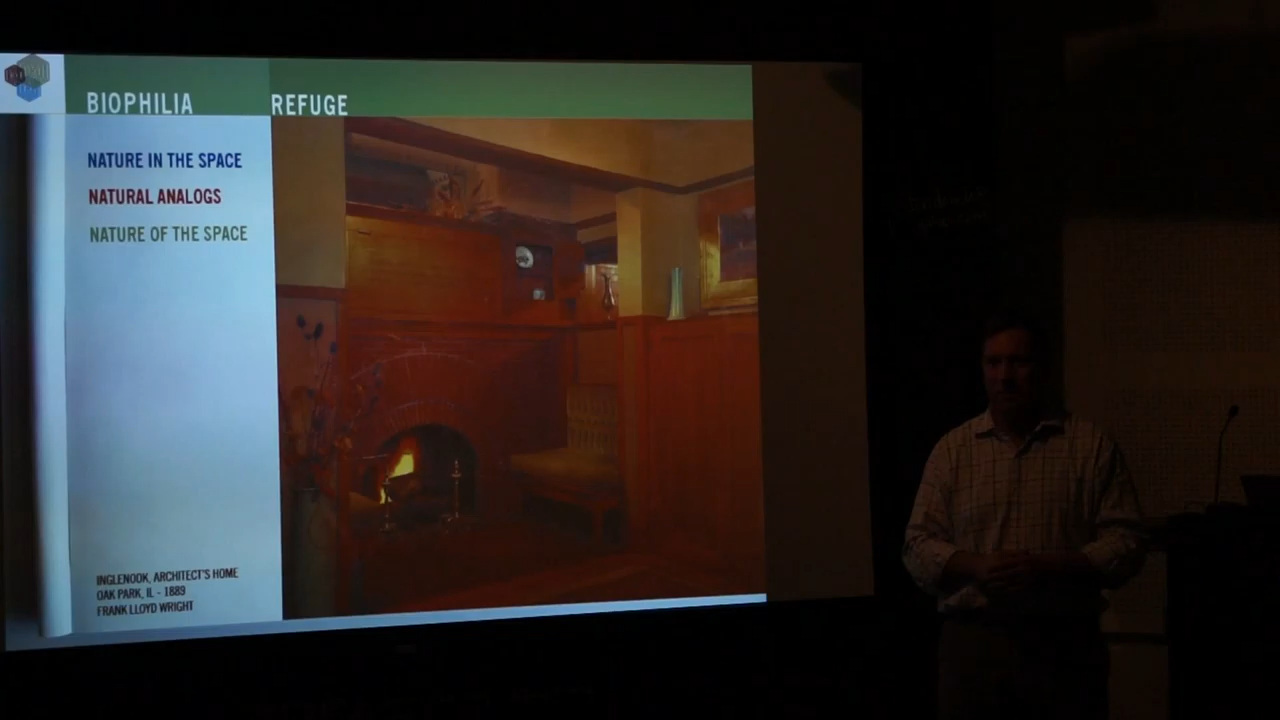 BIOPHILIA
REFUGE
NATURE IN THE SPACE
NATURAL ANALOGS
NATURE OF THE SPACE
INGLENOOK, ARCHITECT'S HOME
OAK PARK, IL - 1889
FRANK LLOYD WRIGHT